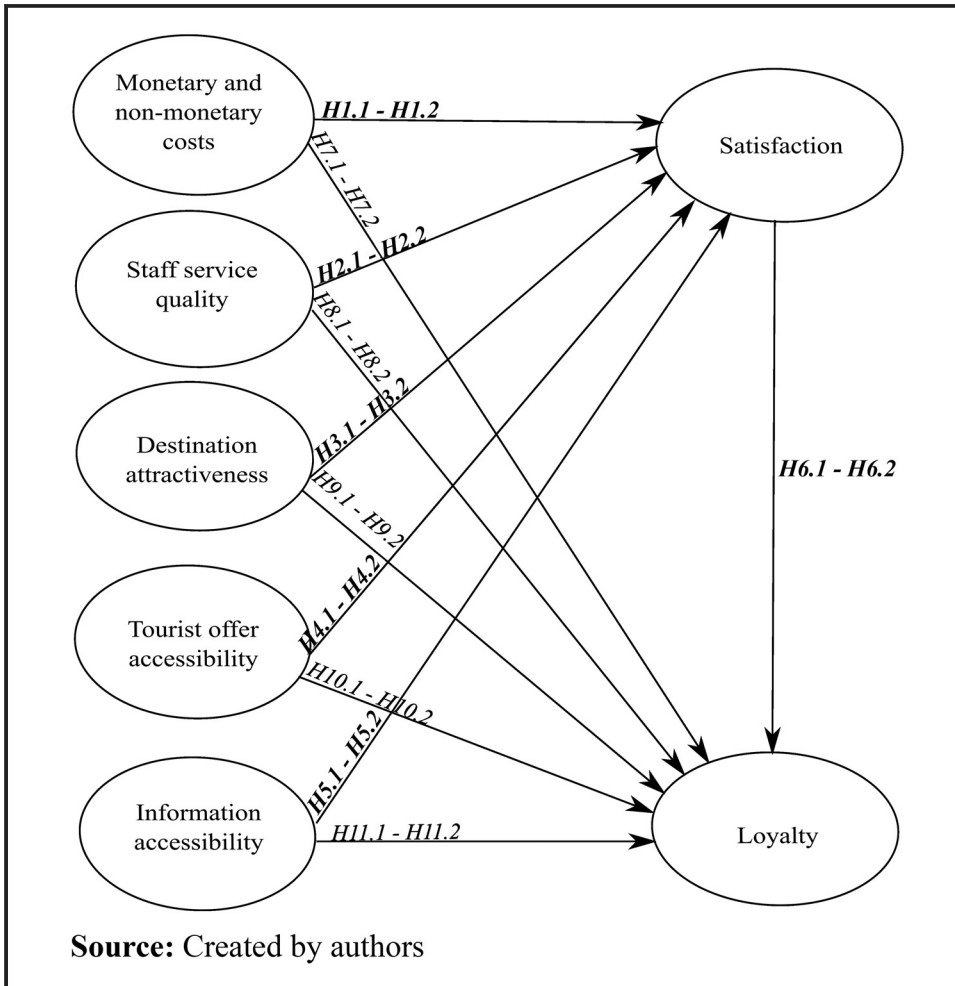 Monetary and
non-monetary
costs
H1.1 - H1.2
Satisfaction
H7.1 - H7.2
Staff service
quality
H2.1 - H2.2
H8.1 - H8.2
Destination
attractiveness
H3.1 - H3.2
H9.1 - H9.2
H6.1 - H6.2
Tourist offer
accessibility
H4.1 - H4.2
H10.1 - H10.2
Information
accessibility
H5.1 - H5.2
H11.1 - H11.2
Loyalty
Source: Created by authors